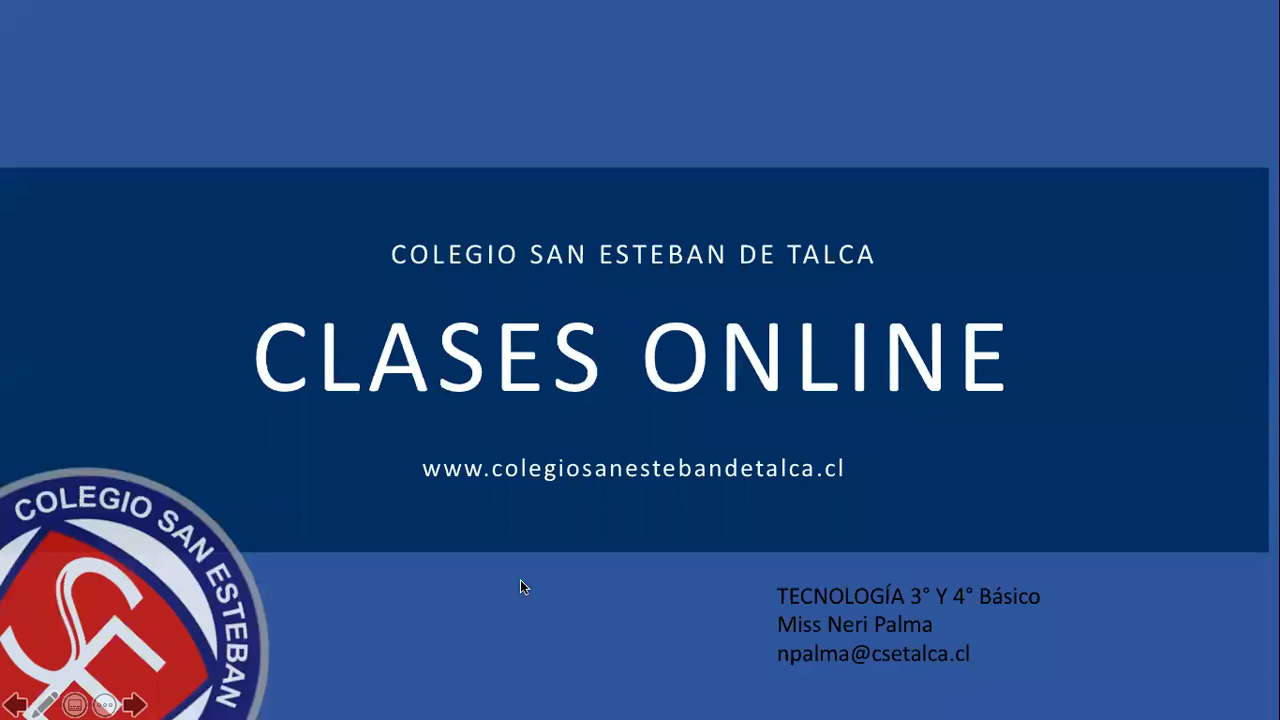 COLEGIO SAN ESTEBAN DE TALCA
CLASES ONLINE
www.colegiosanestebandetalca.cl
COLEGIO SAN ESTEBAN
TECNOLOGÍA 3° Y 4° Básico
Miss Neri Palma
npalma@csetalca.cl